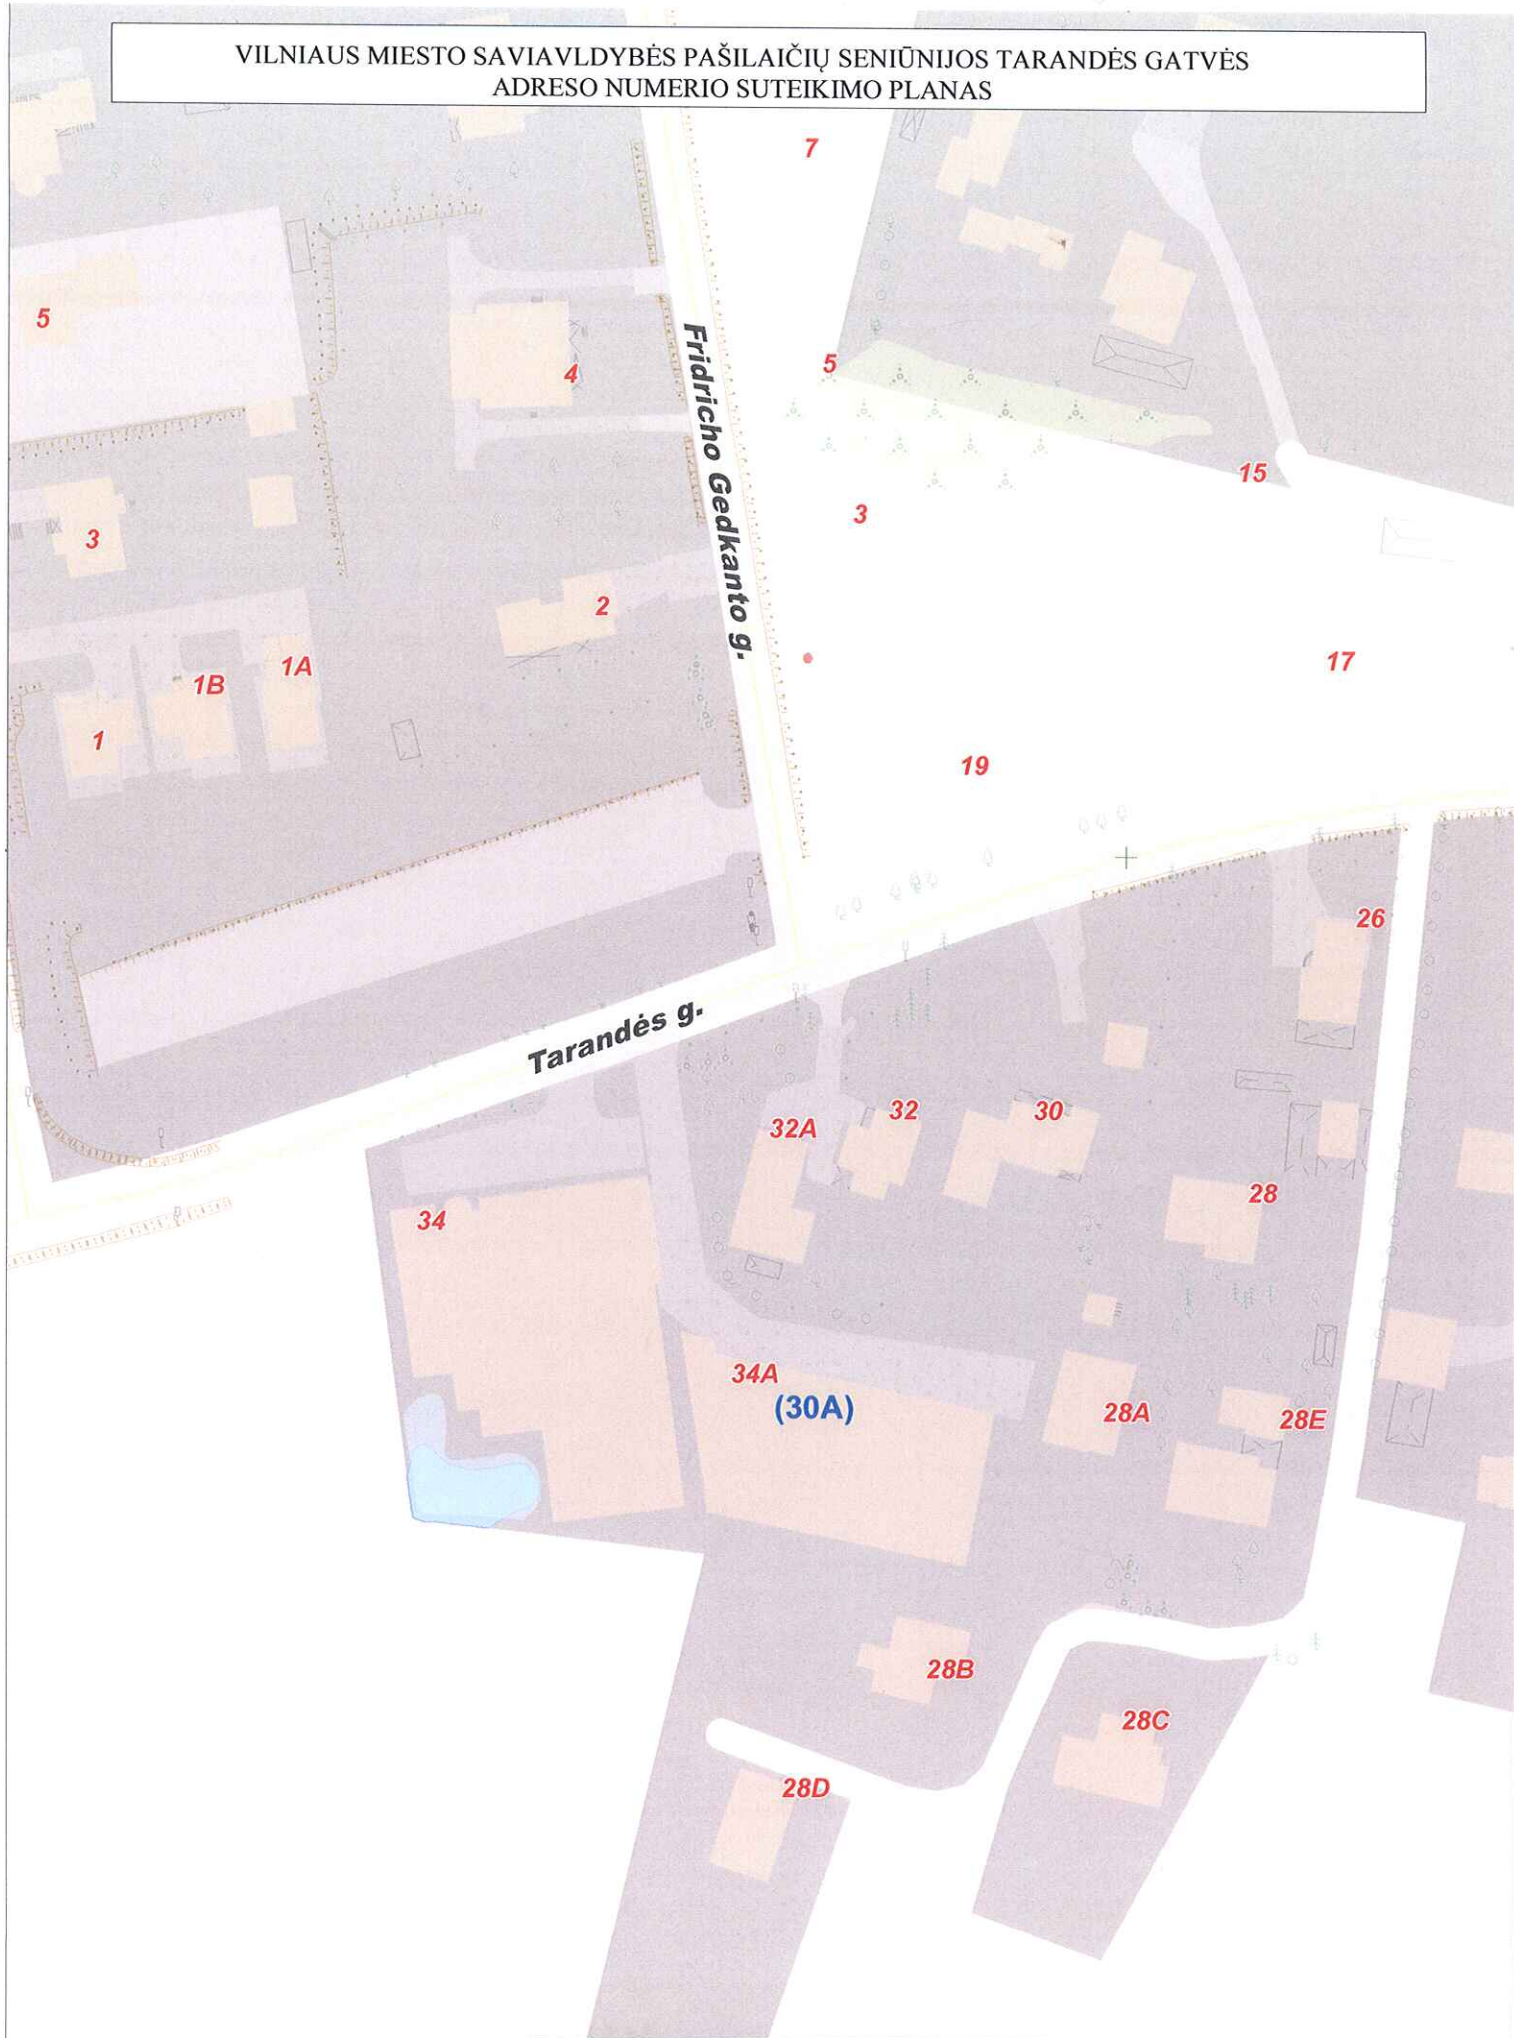 VILNIAUS MIESTO SAVIAVLDYBĖS PAŠILAIČIŲ SENIŪNIJOS TARANDĖS GATVĖS
ADRESO NUMERIO SUTEIKIMO PLANAS
7
5
4
5
Fridricho Gedkanto g.
15
3
3
2
17
1A
1B
1
19
26
Tarandės g.
32
30
32A
28
34
34A
(30A)
28A
28E
28B
28C
28D